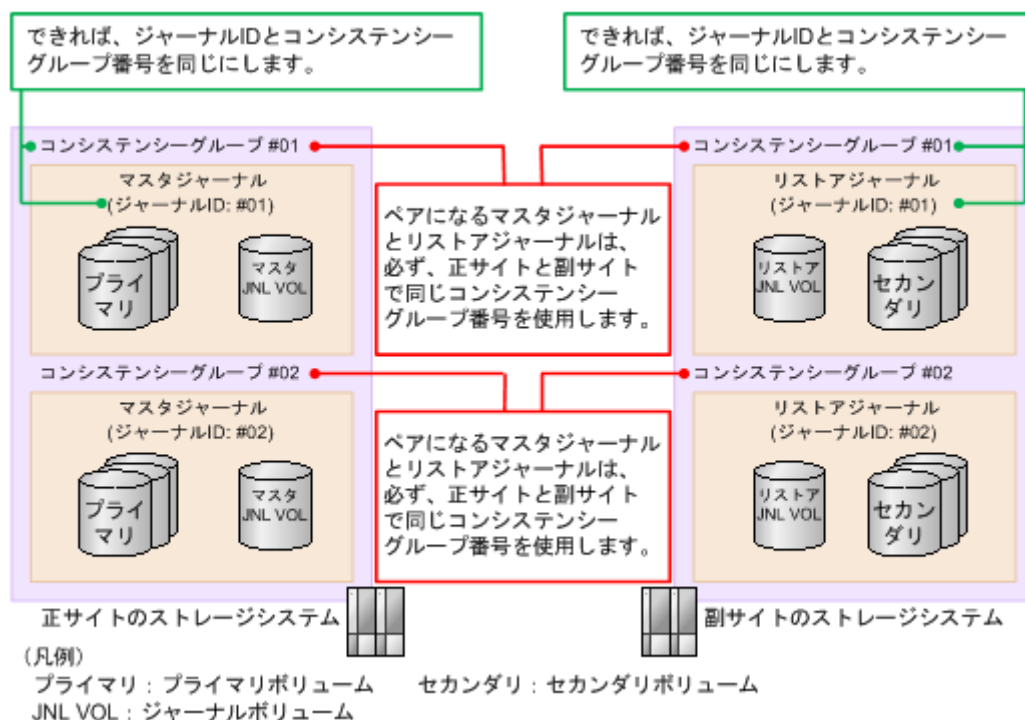 できれば、ジャーナルIDとコンシステンシー
グループ番号を同じにします。
できれば、ジャーナルIDとコンシステンシー
グループ番号を同じにします。
コンシステンシーグループ #01
マスタジャーナル
(ジャーナルID: #01)
プライ
マリ
マスタ
JNL VOL
ペアになるマスタジャーナル
とリストアジャーナルは、
必ず、正サイトと副サイト
で同じコンシステンシー
グループ番号を使用します。
コンシステンシーグループ #01
リストアジャーナル
(ジャーナルID: #01)
リストア
JNL VOL
セカン
ダリ
コンシステンシーグループ #02
マスタジャーナル
(ジャーナルID: #02)
プライ
マリ
マスタ
JNL VOL
ペアになるマスタジャーナル
とリストアジャーナルは、
必ず、正サイトと副サイト
で同じコンシステンシー
グループ番号を使用します。
コンシステンシーグループ #02
リストアジャーナル
(ジャーナルID: #02)
リストア
JNL VOL
セカン
ダリ
正サイトのストレージシステム
副サイトのストレージシステム
(凡例)
プライマリ：プライマリボリューム セカンダリ：セカンダリボリューム
JNL VOL：ジャーナルボリューム